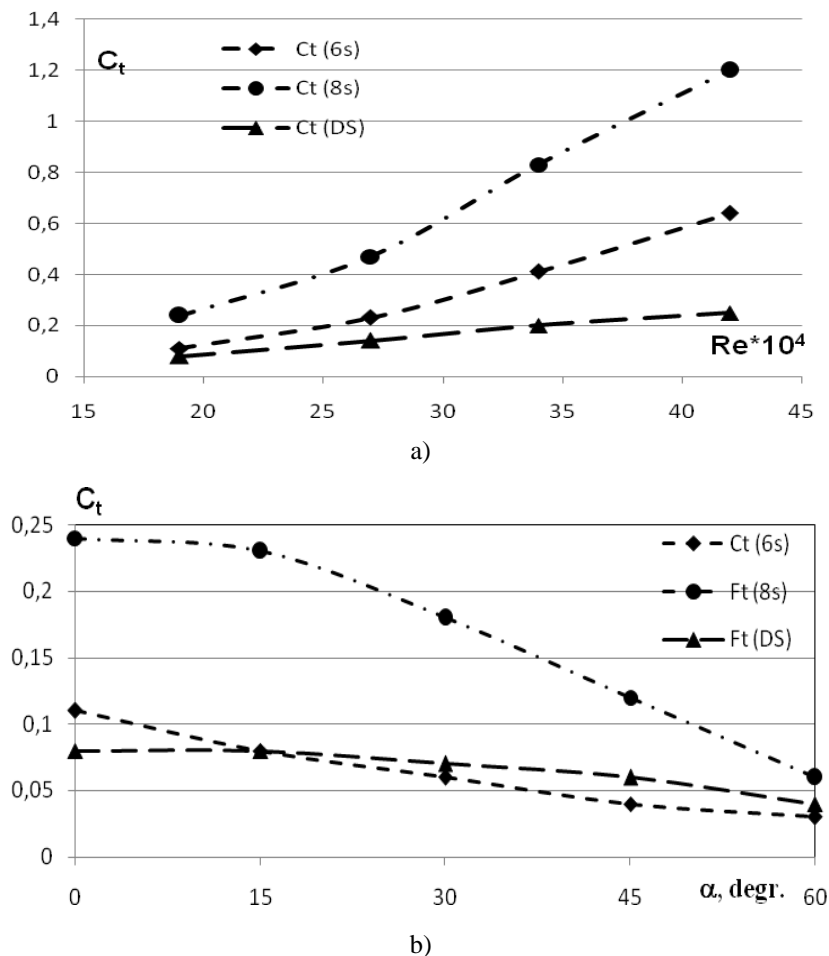 1,4
1,2
1
0,8
0,6
0,4
0,2
0
Ct
Ct (6s)
Ct (8s)
Ct (DS)
Re*10⁴
15 20 25 30 35 40 45
a)
Ct
0,25
0,2
0,15
0,1
0,05
0
Ct (6s)
Ft (8s)
Ft (DS)
0 15 30 45 α, degr. 60
b)